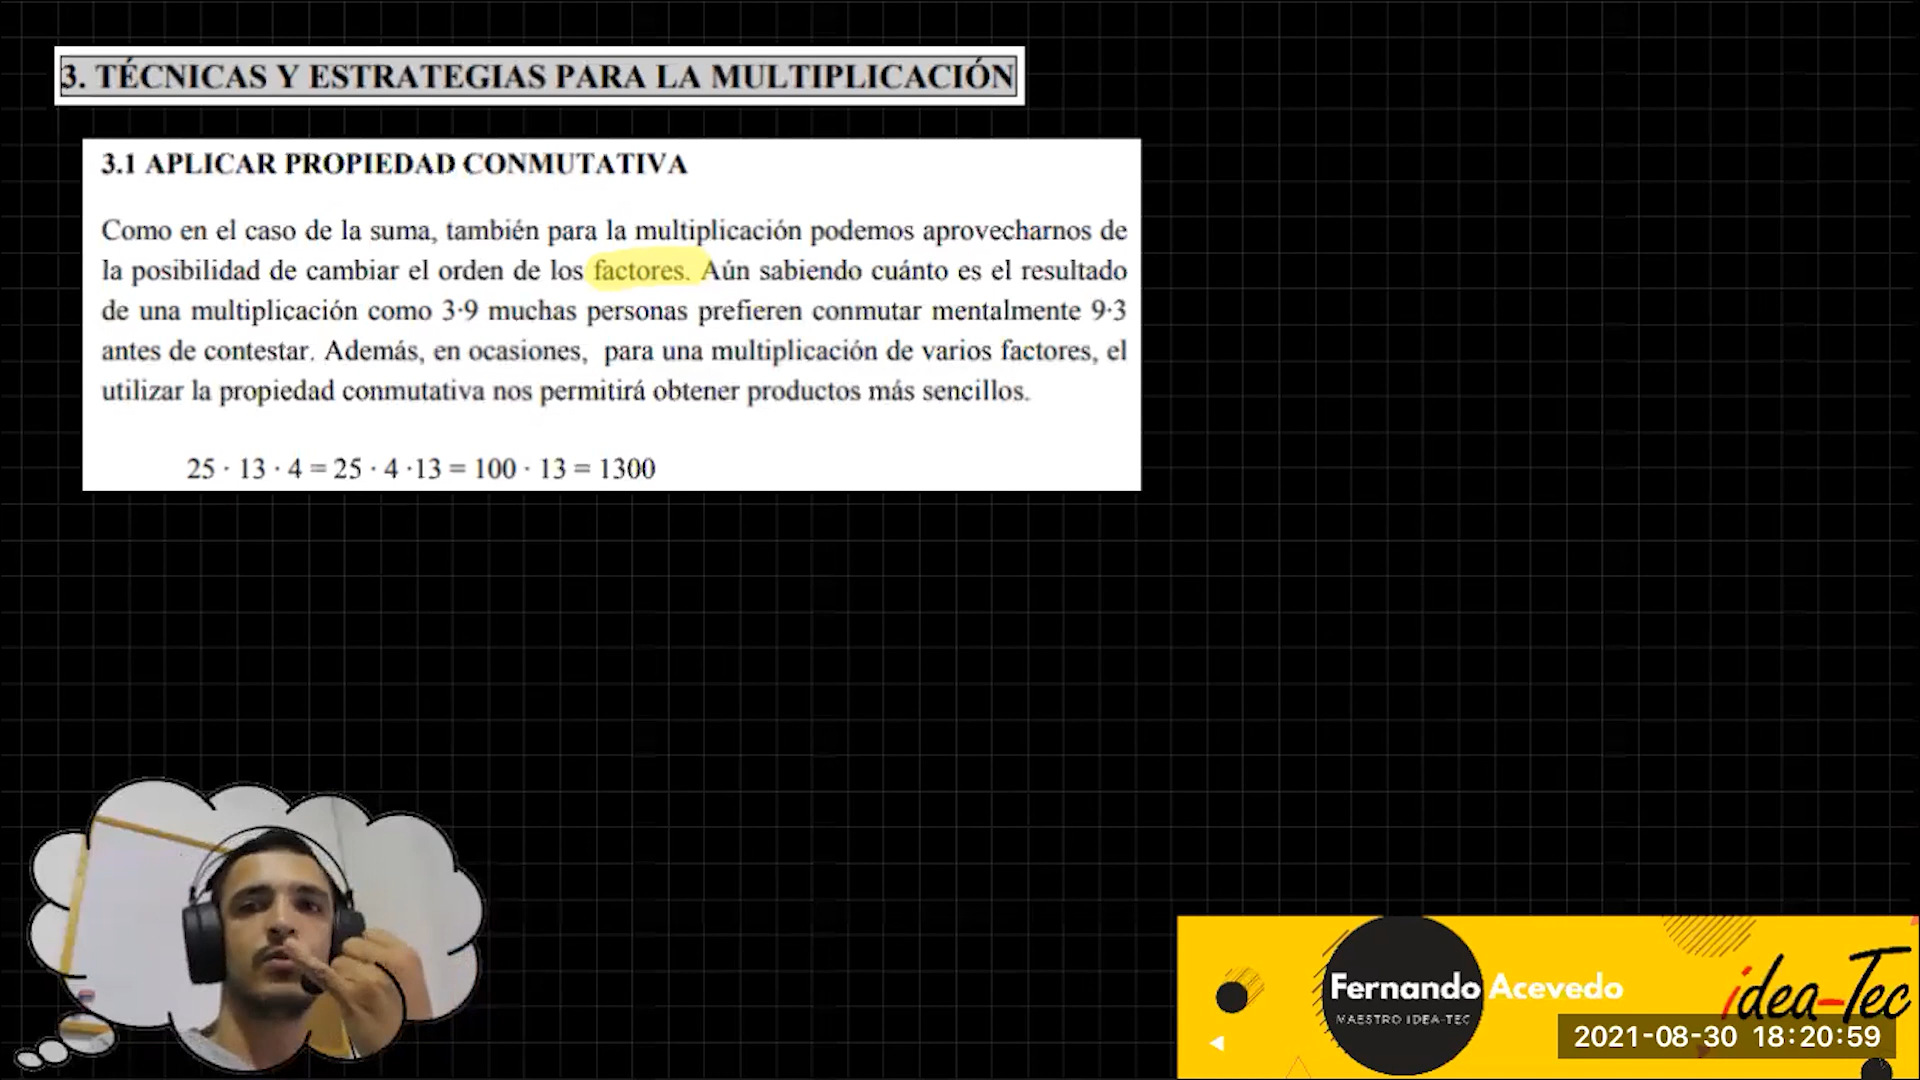 3. TÉCNICAS Y ESTRATEGIAS PARA LA MULTIPLICACIÓN
3.1 APLICAR PROPIEDAD CONMUTATIVA
Como en el caso de la suma, también para la multiplicación podemos aprovecharnos de
la posibilidad de cambiar el orden de los factores. Aún sabiendo cuánto es el resultado
de una multiplicación como 3·9 muchas personas prefieren conmutar mentalmente 9·3
antes de contestar. Además, en ocasiones, para una multiplicación de varios factores, el
utilizar la propiedad conmutativa nos permitirá obtener productos más sencillos.
25 · 13 · 4 = 25 · 4 ·13 = 100 · 13 = 1300
Fernando Acevedo
MAESTRO IDEA-TEC
idea-Tec
2021-08-30 18:20:59